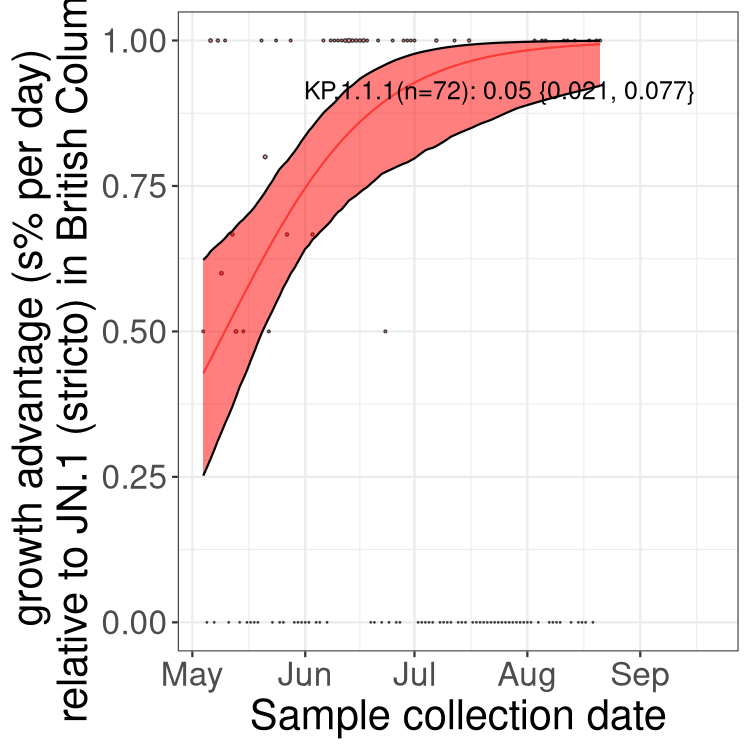 growth advantage (s% per day)
relative to JN.1 (stricto) in British Colum
1.00
0.75
0.50
0.25
0.00
KP.1.1.1(n=72): 0.05 {0.021, 0.077}
May Jun Jul Aug Sep
Sample collection date